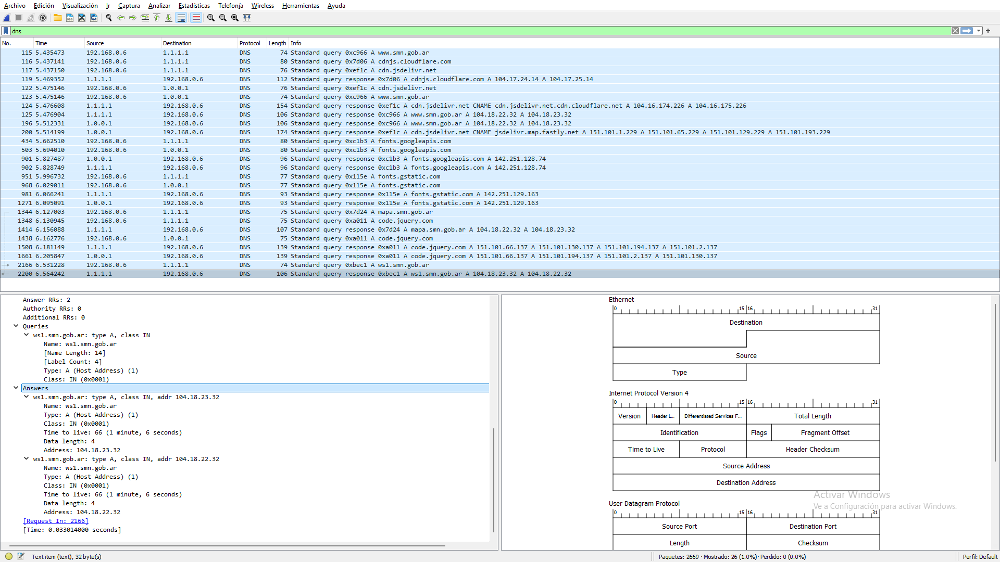 Archivo Edición Visualización Ir Captura Analizar Estadísticas Telefonía Wireless Herramientas Ayuda
dns
No. Time Source Destination Protocol Length Info
115 5.435473 192.168.0.6 1.1.1.1 DNS 74 Standard query 0xc966 A www.smn.gob.ar
116 5.437141 192.168.0.6 1.1.1.1 DNS 80 Standard query 0x7d06 A cdnjs.cloudflare.com
117 5.437150 192.168.0.6 1.1.1.1 DNS 76 Standard query 0xef1c A cdn.jsdelivr.net
119 5.469352 1.1.1.1 192.168.0.6 DNS 112 Standard query response 0x7d06 A cdnjs.cloudflare.com A 104.17.24.14 A 104.17.25.14
122 5.475146 192.168.0.6 1.0.0.1 DNS 76 Standard query 0xef1c A cdn.jsdelivr.net
123 5.475146 192.168.0.6 1.0.0.1 DNS 74 Standard query 0xc966 A www.smn.gob.ar
124 5.476608 1.1.1.1 192.168.0.6 DNS 154 Standard query response 0xef1c A cdn.jsdelivr.net CNAME cdn.jsdelivr.net.cdn.cloudflare.net A 104.16.174.226 A 104.16.175.226
125 5.476904 1.1.1.1 192.168.0.6 DNS 106 Standard query response 0xc966 A www.smn.gob.ar A 104.18.22.32 A 104.18.23.32
196 5.512331 1.0.0.1 192.168.0.6 DNS 106 Standard query response 0xc966 A www.smn.gob.ar A 104.18.22.32 A 104.18.23.32
200 5.514199 1.0.0.1 192.168.0.6 DNS 174 Standard query response 0xef1c A cdn.jsdelivr.net CNAME jsdelivr.map.fastly.net A 151.101.1.229 A 151.101.65.229 A 151.101.129.229 A 151.101.193.229
434 5.662510 192.168.0.6 1.1.1.1 DNS 80 Standard query 0xc1b3 A fonts.googleapis.com
503 5.694010 192.168.0.6 1.0.0.1 DNS 80 Standard query 0xc1b3 A fonts.googleapis.com
901 5.827487 1.0.0.1 192.168.0.6 DNS 96 Standard query response 0xc1b3 A fonts.googleapis.com A 142.251.128.74
902 5.828749 1.1.1.1 192.168.0.6 DNS 96 Standard query response 0xc1b3 A fonts.googleapis.com A 142.251.128.74
951 5.996732 192.168.0.6 1.1.1.1 DNS 77 Standard query 0x115e A fonts.gstatic.com
968 6.029011 192.168.0.6 1.0.0.1 DNS 77 Standard query 0x115e A fonts.gstatic.com
981 6.066241 1.1.1.1 192.168.0.6 DNS 93 Standard query response 0x115e A fonts.gstatic.com A 142.251.129.163
1271 6.095091 1.0.0.1 192.168.0.6 DNS 93 Standard query response 0x115e A fonts.gstatic.com A 142.251.129.163
1344 6.127003 192.168.0.6 1.1.1.1 DNS 75 Standard query 0x7d24 A mapa.smn.gob.ar
1348 6.130945 192.168.0.6 1.1.1.1 DNS 75 Standard query 0xa011 A code.jquery.com
1414 6.156088 1.1.1.1 192.168.0.6 DNS 107 Standard query response 0x7d24 A mapa.smn.gob.ar A 104.18.22.32 A 104.18.23.32
1438 6.162776 192.168.0.6 1.0.0.1 DNS 75 Standard query 0xa011 A code.jquery.com
1508 6.181149 1.1.1.1 192.168.0.6 DNS 139 Standard query response 0xa011 A code.jquery.com A 151.101.66.137 A 151.101.130.137 A 151.101.194.137 A 151.101.2.137
1661 6.205847 1.0.0.1 192.168.0.6 DNS 139 Standard query response 0xa011 A code.jquery.com A 151.101.66.137 A 151.101.194.137 A 151.101.2.137 A 151.101.130.137
2166 6.531228 192.168.0.6 1.1.1.1 DNS 74 Standard query 0xbec1 A ws1.smn.gob.ar
2200 6.564242 1.1.1.1 192.168.0.6 DNS 106 Standard query response 0xbec1 A ws1.smn.gob.ar A 104.18.23.32 A 104.18.22.32
Answer RRs: 2
Authority RRs: 0
Additional RRs: 0
Queries
ws1.smn.gob.ar: type A, class IN
Name: ws1.smn.gob.ar
[Name Length: 14]
[Label Count: 4]
Type: A (Host Address) (1)
Class: IN (0x0001)
Answers
ws1.smn.gob.ar: type A, class IN, addr 104.18.23.32
Name: ws1.smn.gob.ar
Type: A (Host Address) (1)
Class: IN (0x0001)
Time to live: 66 (1 minute, 6 seconds)
Data length: 4
Address: 104.18.23.32
ws1.smn.gob.ar: type A, class IN, addr 104.18.22.32
Name: ws1.smn.gob.ar
Type: A (Host Address) (1)
Class: IN (0x0001)
Time to live: 66 (1 minute, 6 seconds)
Data length: 4
Address: 104.18.22.32
[Request In: 2166]
[Time: 0.033014000 seconds]
Ethernet
0 15 16 31
Destination
Source
Type
Internet Protocol Version 4
0 15 16 31
Version Header L... Differentiated Services F... Total Length
Identification Flags Fragment Offset
Time to Live Protocol Header Checksum
Source Address
Destination Address
Activar Windows
Ve a Configuración para activar Windows.
User Datagram Protocol
0 15 16 31
Source Port Destination Port
Length Checksum
Text item (text), 32 byte(s)
Paquetes: 2669 · Mostrado: 26 (1.0%) · Perdido: 0 (0.0%)
Perfil: Default